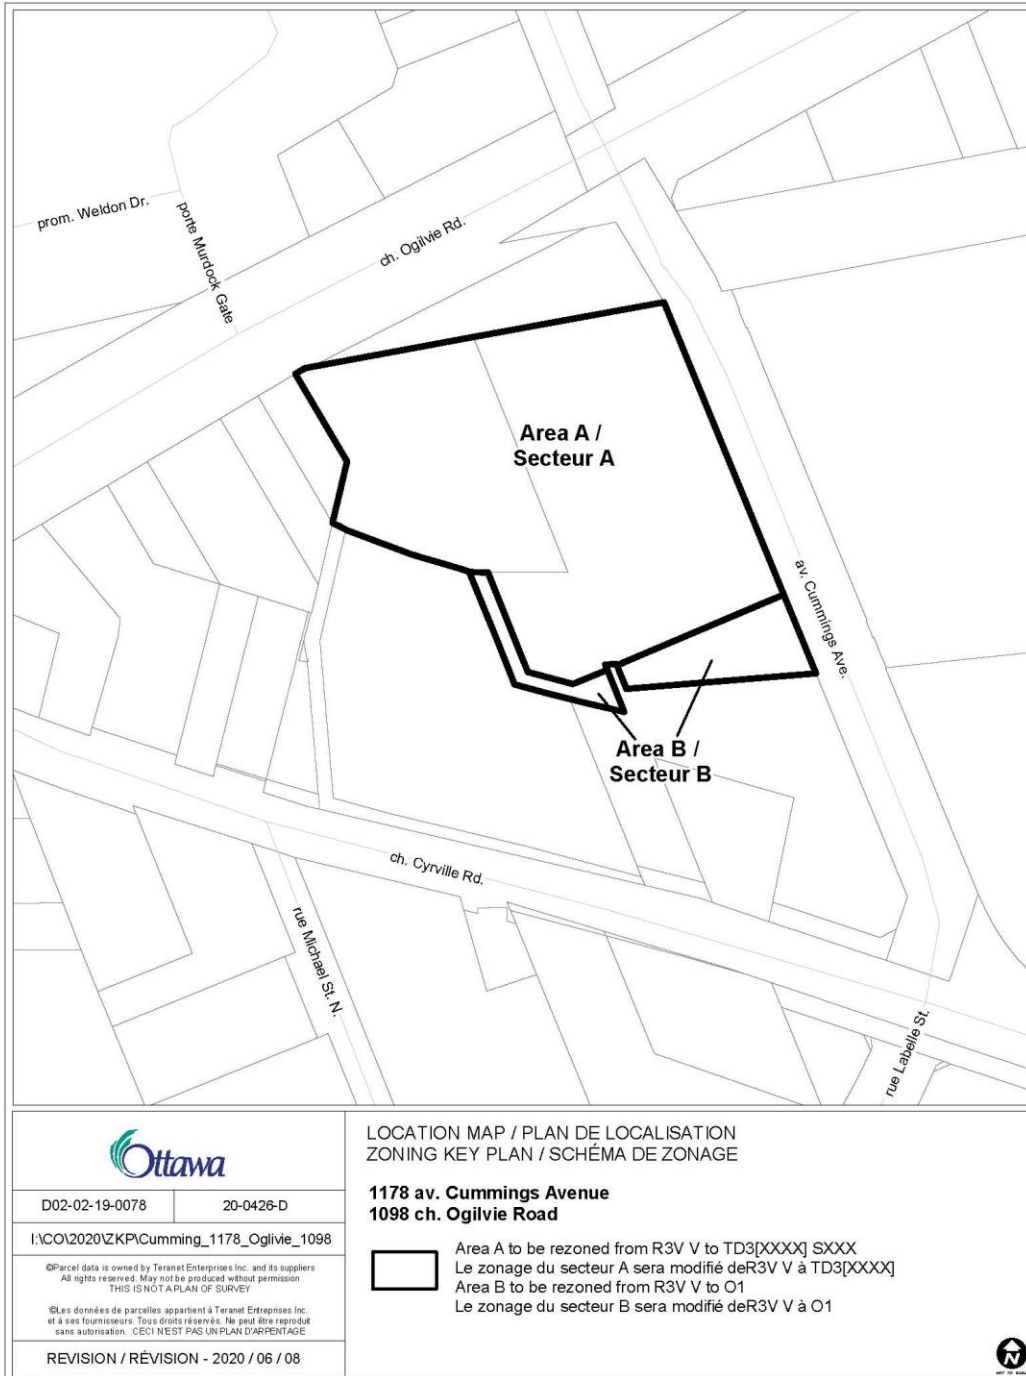 prom. Weldon Dr.
porte Murdock Gate
ch. Ogilvie Rd.
Area A /
Secteur A
av. Cummings Ave.
Area B /
Secteur B
ch. Cyrville Rd.
rue Michael St. N.
rue Labelle St.
Ottawa
D02-02-19-0078
20-0426-D
I:\CO\2020\ZKP\Cumming_1178_Oglivie_1098
©Parcel data is owned by Teranet Enterprises Inc. and its suppliers
All rights reserved. May not be produced without permission
THIS IS NOT A PLAN OF SURVEY
©Les données de parcelles appartient à Teranet Entreprises Inc.
et à ses fournisseurs. Tous droits réservés. Ne peut être reproduit
sans autorisation. CECI N'EST PAS UN PLAN D'ARPENTAGE
REVISION / RÉVISION - 2020 / 06 / 08
LOCATION MAP / PLAN DE LOCALISATION
ZONING KEY PLAN / SCHÉMA DE ZONAGE
1178 av. Cummings Avenue
1098 ch. Ogilvie Road
Area A to be rezoned from R3V V to TD3[XXXX] SXXX
Le zonage du secteur A sera modifié deR3V V à TD3[XXXX]
Area B to be rezoned from R3V V to O1
Le zonage du secteur B sera modifié deR3V V à O1
N
NOT TO SCALE